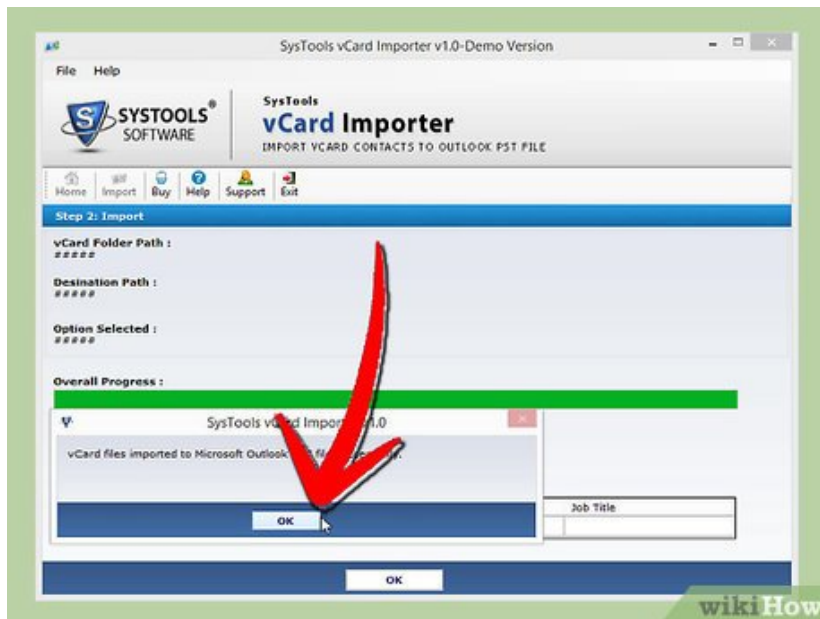 SysTools vCard Importer v1.0-Demo Version
File Help
SYSTOOLS®
SOFTWARE
SysTools
vCard Importer
IMPORT VCARD CONTACTS TO OUTLOOK PST FILE
Home Import Buy Help Support Exit
Step 2: Import
vCard Folder Path :
#####
Desination Path :
#####
Option Selected :
#####
Overall Progress :
SysTools Impor 1.0
vCard files imported to Microsoft Outlook
OK
Job Title
OK
wikiHow